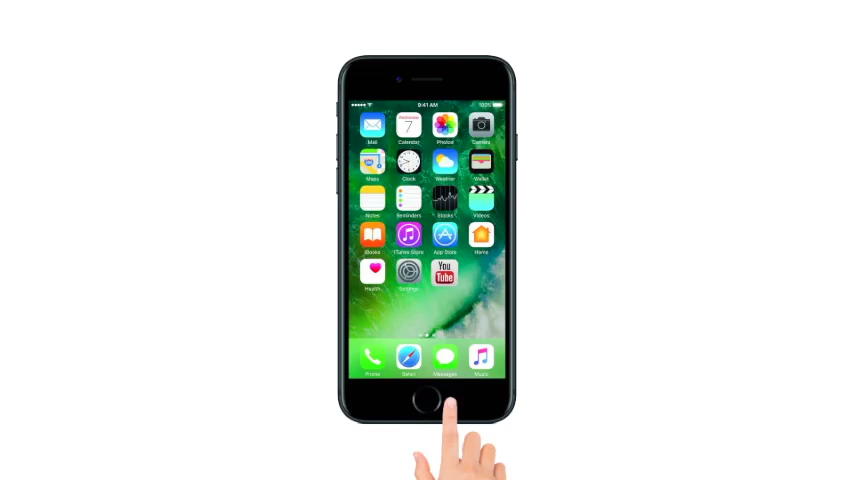 9:41 AM 100%
Wednesday
7
Mail Calendar Photos Camera
Maps Clock Weather Wallet
Notes Reminders Stocks Videos
iBooks iTunes Store App Store Home
You
Tube
Health Settings
Phone Safari Messages Music